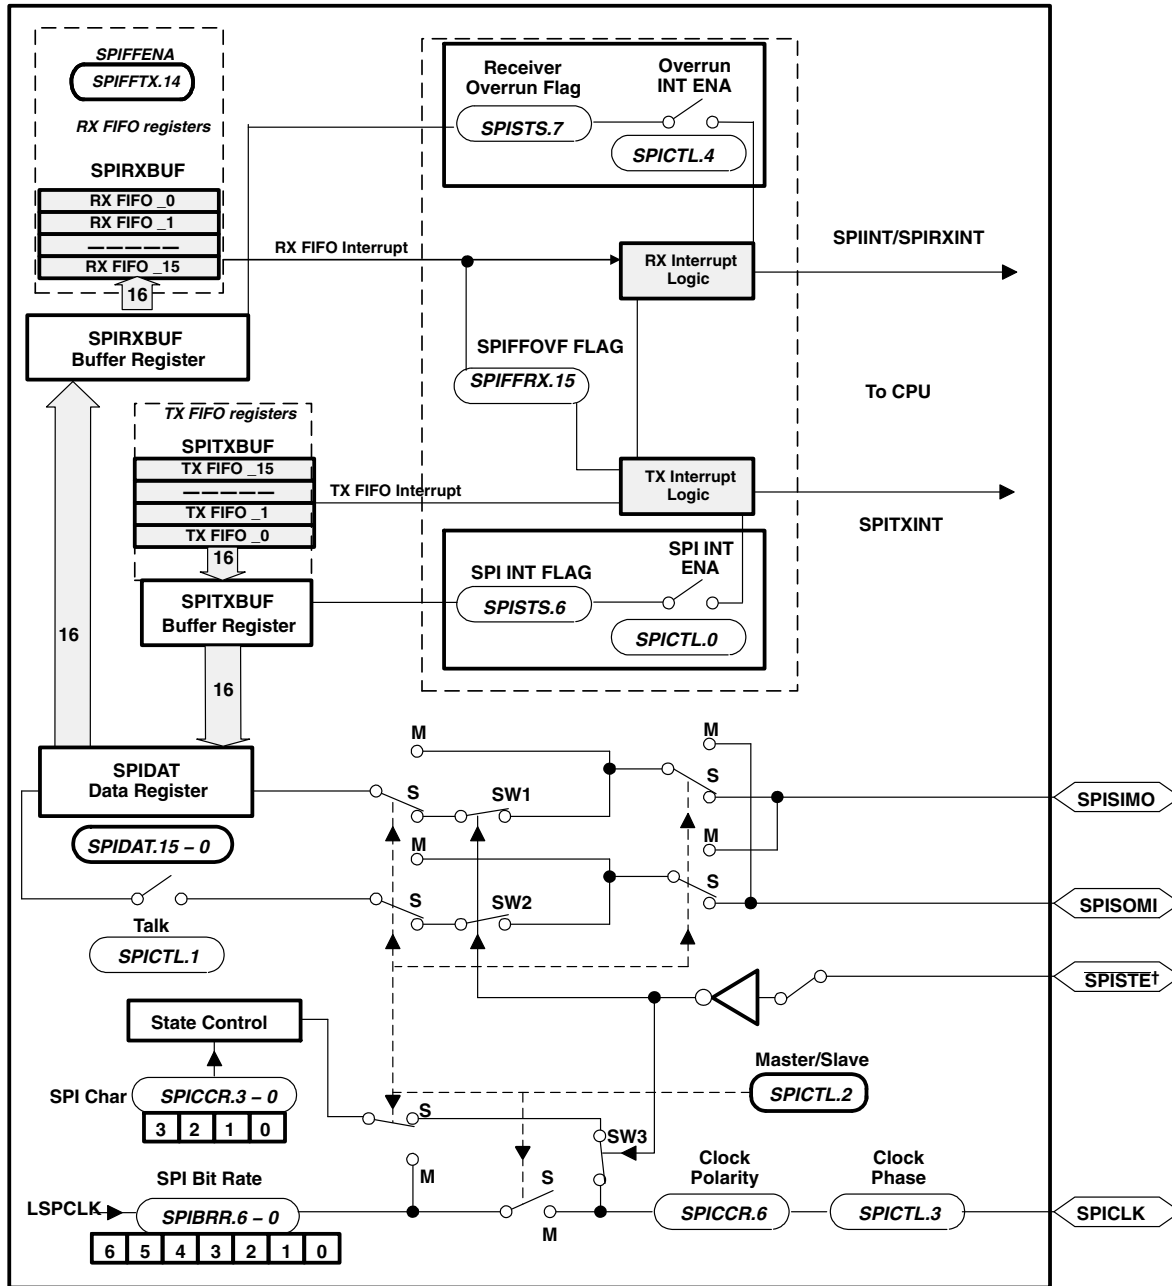 SPIFFENA
SPIFFTX.14
RX FIFO registers
SPIRXBUF
RX FIFO _0
RX FIFO _1
—————
RX FIFO _15
16
SPIRXBUF
Buffer Register
Receiver
Overrun Flag
SPISTS.7
Overrun
INT ENA
SPICTL.4
RX FIFO Interrupt
RX Interrupt
Logic
SPIINT/SPIRXINT
SPIFFOVF FLAG
SPIFFRX.15
To CPU
TX FIFO registers
SPITXBUF
TX FIFO _15
—————
TX FIFO _1
TX FIFO _0
16
TX FIFO Interrupt
TX Interrupt
Logic
SPITXINT
SPITXBUF
Buffer Register
SPI INT FLAG
SPISTS.6
SPI INT
ENA
SPICTL.0
16
16
SPIDAT
Data Register
SPIDAT.15 – 0
M
S
SW1
M
S
M
S
SW2
M
S
SPISIMO
SPISOMI
Talk
SPICTL.1
SPISTE†
State Control
SPI Char
SPICCR.3 – 0
3 2 1 0
Master/Slave
SPICTL.2
S
M
SW3
S
M
SPI Bit Rate
LSPCLK
SPIBRR.6 – 0
6 5 4 3 2 1 0
Clock
Polarity
SPICCR.6
Clock
Phase
SPICTL.3
SPICLK